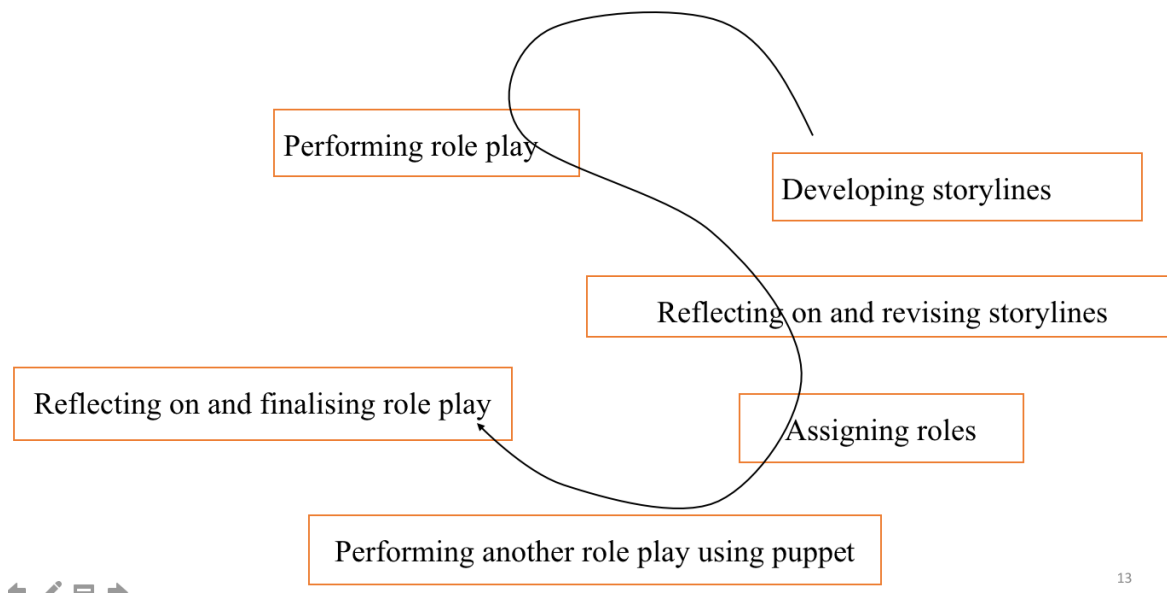 Performing role play
Developing storylines
Reflecting on and revising storylines
Reflecting on and finalising role play
Assigning roles
Performing another role play using puppet
13